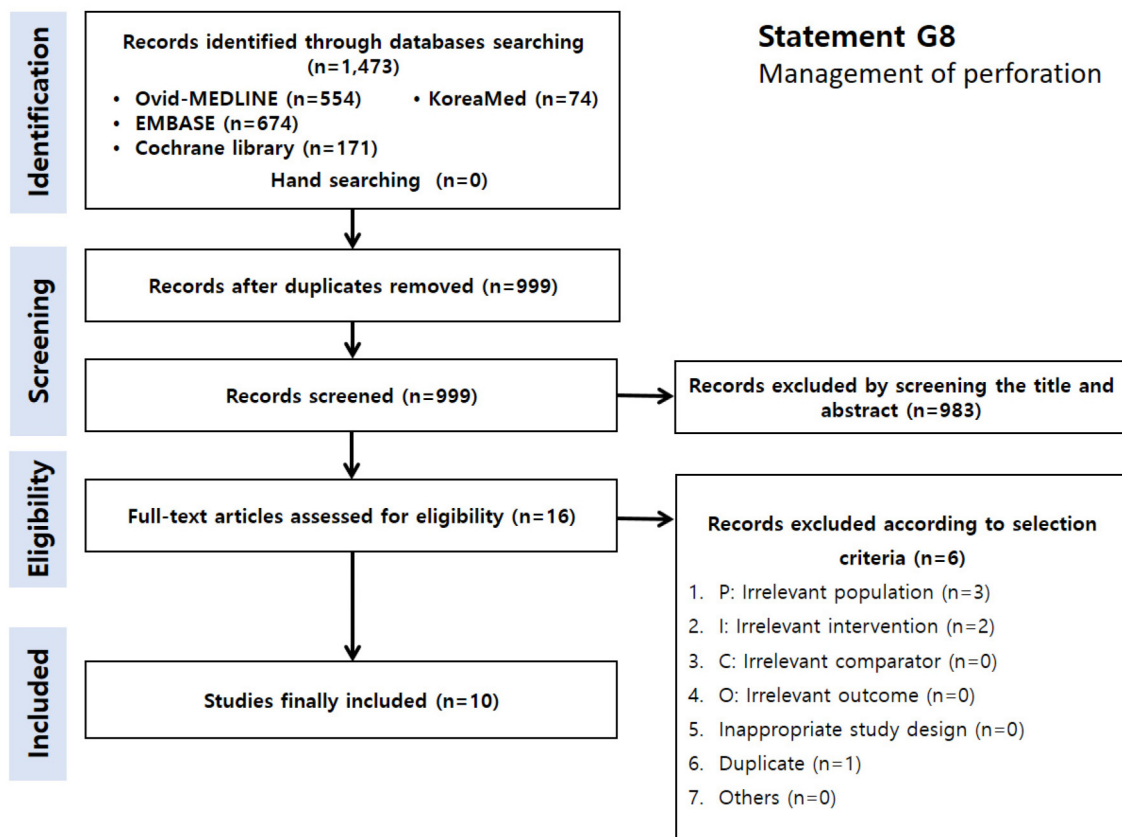 Statement G8
Management of perforation
Identification
Records identified through databases searching
(n=1,473)
• Ovid-MEDLINE (n=554) • KoreaMed (n=74)
• EMBASE (n=674)
• Cochrane library (n=171)
Hand searching (n=0)
Screening
Records after duplicates removed (n=999)
Records screened (n=999)
Records excluded by screening the title and
abstract (n=983)
Eligibility
Full-text articles assessed for eligibility (n=16)
Records excluded according to selection
criteria (n=6)
1. P: Irrelevant population (n=3)
2. I: Irrelevant intervention (n=2)
3. C: Irrelevant comparator (n=0)
4. O: Irrelevant outcome (n=0)
5. Inappropriate study design (n=0)
6. Duplicate (n=1)
7. Others (n=0)
Included
Studies finally included (n=10)